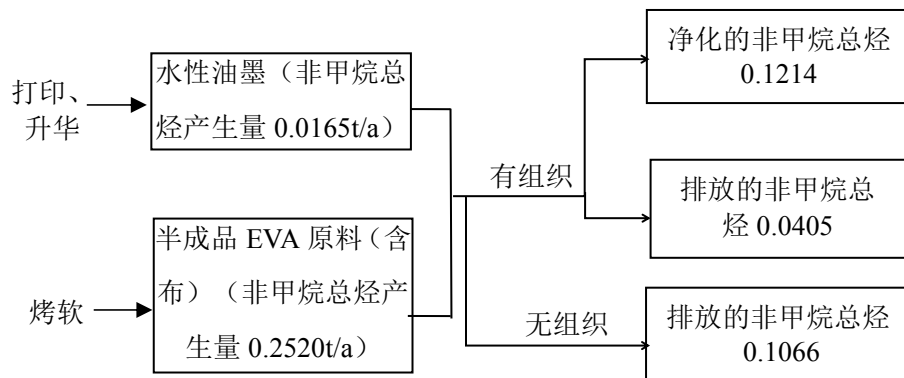 打印、
升华
水性油墨（非甲烷总
烃产生量 0.0165t/a）
烤软
半成品 EVA 原料（含
布）（非甲烷总烃产
生量 0.2520t/a）
有组织
无组织
净化的非甲烷总烃
0.1214
排放的非甲烷总
烃 0.0405
排放的非甲烷总烃
0.1066